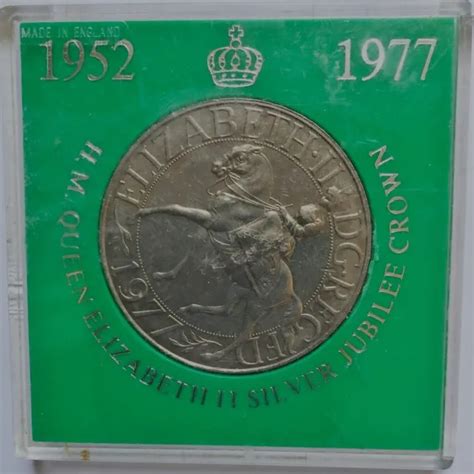 MADE IN ENGLAND
1952
1977
H.M. QUEEN ELIZABETH II SILVER JUBILEE CROWN
ELIZABETH·II D·G·REG·F·D 1977